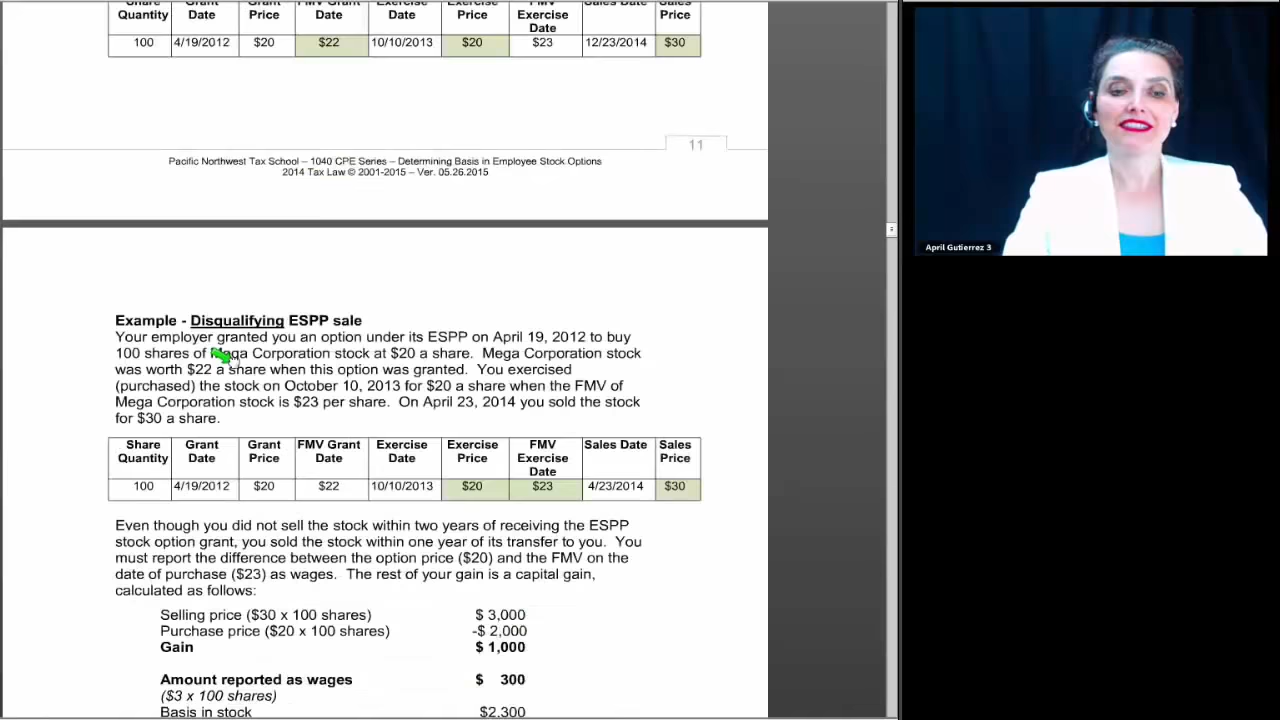 Share Grant Grant FMV Grant Exercise Exercise FMV Sales Date Sales
Quantity Date Price Date Date Price Exercise Price
Date
100 4/19/2012 $20 $22 10/10/2013 $20 $23 12/23/2014 $30
11
Pacific Northwest Tax School – 1040 CPE Series – Determining Basis in Employee Stock Options
2014 Tax Law © 2001-2015 – Ver. 05.26.2015
April Gutierrez 3
Example - Disqualifying ESPP sale
Your employer granted you an option under its ESPP on April 19, 2012 to buy
100 shares of Mega Corporation stock at $20 a share. Mega Corporation stock
was worth $22 a share when this option was granted. You exercised
(purchased) the stock on October 10, 2013 for $20 a share when the FMV of
Mega Corporation stock is $23 per share. On April 23, 2014 you sold the stock
for $30 a share.
Share Grant Grant FMV Grant Exercise Exercise FMV Sales Date Sales
Quantity Date Price Date Date Price Exercise Price
Date
100 4/19/2012 $20 $22 10/10/2013 $20 $23 4/23/2014 $30
Even though you did not sell the stock within two years of receiving the ESPP
stock option grant, you sold the stock within one year of its transfer to you. You
must report the difference between the option price ($20) and the FMV on the
date of purchase ($23) as wages. The rest of your gain is a capital gain,
calculated as follows:
Selling price ($30 x 100 shares) $ 3,000
Purchase price ($20 x 100 shares) -$ 2,000
Gain $ 1,000
Amount reported as wages $ 300
($3 x 100 shares)
Basis in stock $2,300